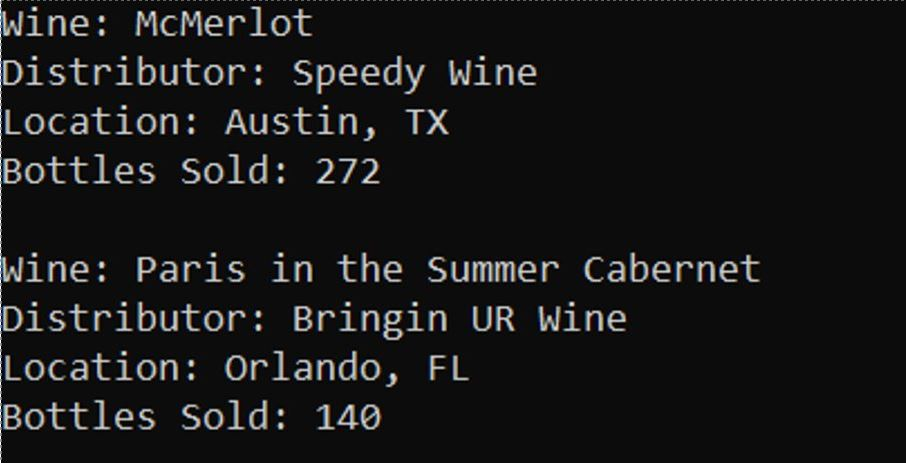 Wine: McMerlot
Distributor: Speedy Wine
Location: Austin, TX
Bottles Sold: 272
Wine: Paris in the Summer Cabernet
Distributor: Bringin UR Wine
Location: Orlando, FL
Bottles Sold: 140